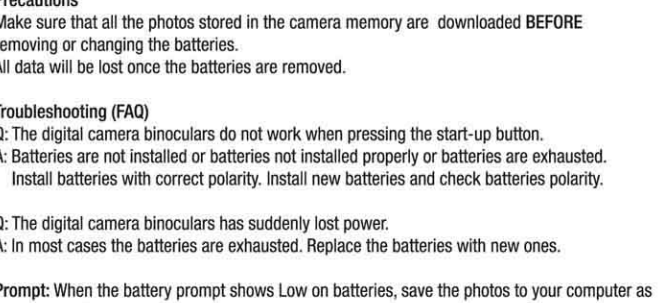 Precautions
Make sure that all the photos stored in the camera memory are downloaded BEFORE
removing or changing the batteries.
All data will be lost once the batteries are removed.
Troubleshooting (FAQ)
Q: The digital camera binoculars do not work when pressing the start-up button.
A: Batteries are not installed or batteries not installed properly or batteries are exhausted.
Install batteries with correct polarity. Install new batteries and check batteries polarity.
Q: The digital camera binoculars has suddenly lost power.
A: In most cases the batteries are exhausted. Replace the batteries with new ones.
Prompt: When the battery prompt shows Low on batteries, save the photos to your computer as